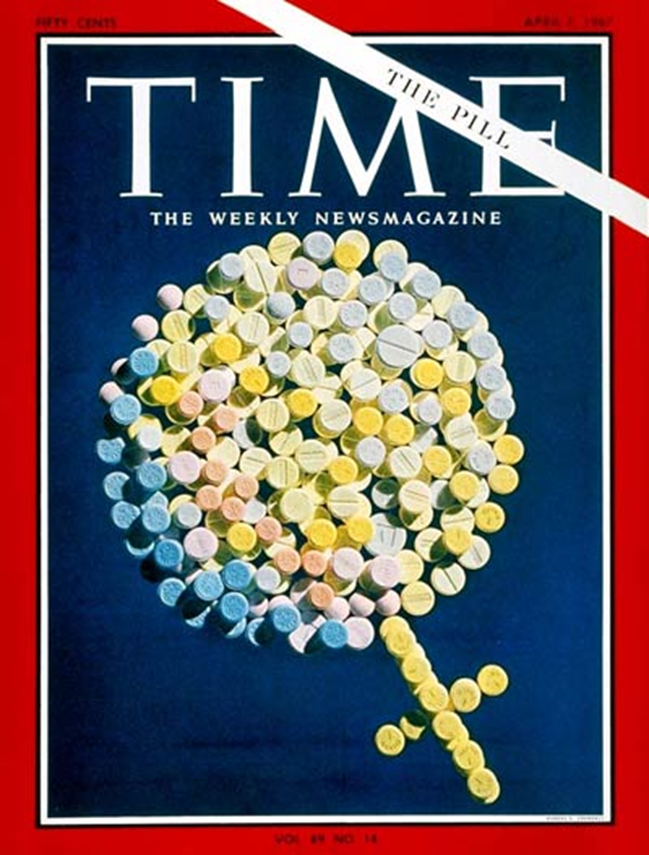 FIFTY CENTS
APRIL 7, 1967
THE PILL
TIME
THE WEEKLY NEWSMAGAZINE
VOL. 89 NO. 14